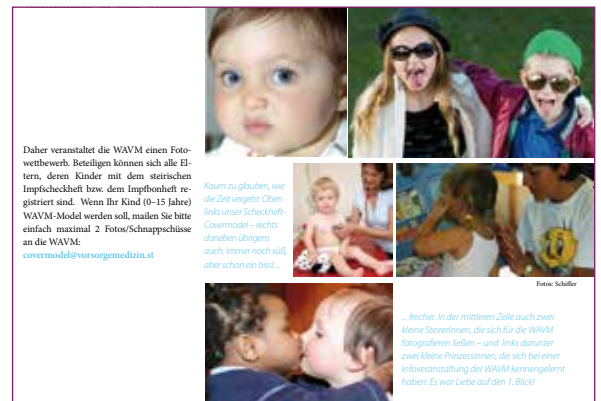 Daher veranstaltet die WAVM einen Foto-
wettbewerb. Beteiligen können sich alle El-
tern, deren Kinder mit dem steirischen
Impfscheckheft bzw. dem Impfbonheft re-
gistriert sind. Wenn Ihr Kind (0–15 Jahre)
WAVM-Model werden soll, mailen Sie bitte
einfach maximal 2 Fotos/Schnappschüsse
an die WAVM:
covermodel@vorsorgemedizin.st
Kaum zu glauben, wie
die Zeit vergeht: Oben
links unser Scheckheft-
Covermodel – rechts
daneben übrigens
auch: immer noch süß,
aber schon ein bissl ...
Fotos: Schiffer
... frecher. In der mittleren Zeile auch zwei
kleine SteirerInnen, die sich für die WAVM
fotografieren ließen – und links darunter
zwei kleine Prinzessinnen, die sich bei einer
Infoveranstaltung der WAVM kennengelernt
haben: Es war Liebe auf den 1. Blick!